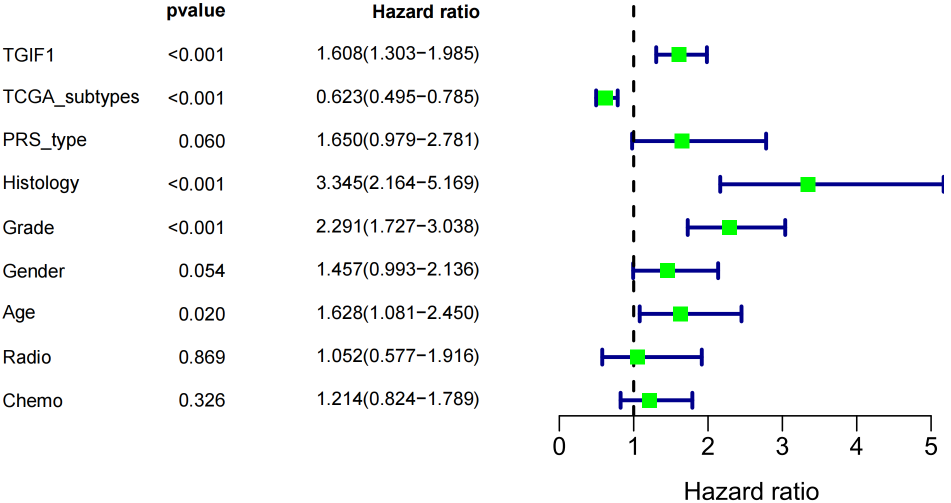 pvalue Hazard ratio
TGIF1 <0.001 1.608(1.303−1.985)
TCGA_subtypes <0.001 0.623(0.495−0.785)
PRS_type 0.060 1.650(0.979−2.781)
Histology <0.001 3.345(2.164−5.169)
Grade <0.001 2.291(1.727−3.038)
Gender 0.054 1.457(0.993−2.136)
Age 0.020 1.628(1.081−2.450)
Radio 0.869 1.052(0.577−1.916)
Chemo 0.326 1.214(0.824−1.789)
0 1 2 3 4 5
Hazard ratio